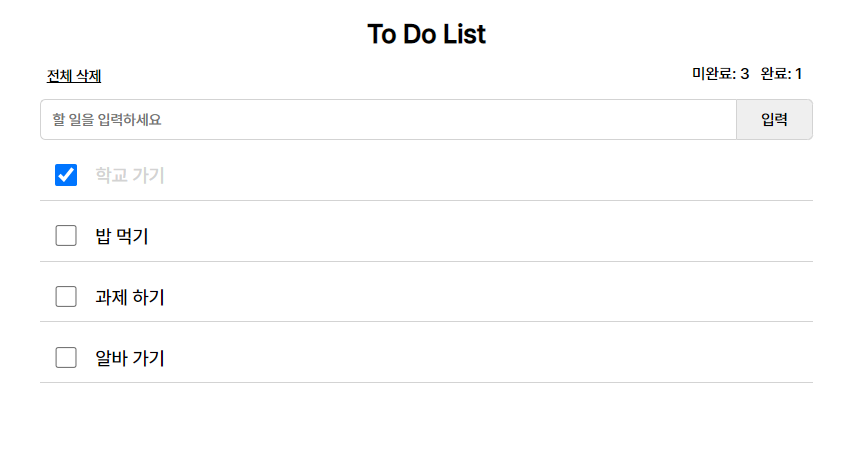 To Do List
전체 삭제 미완료: 3 완료: 1
할 일을 입력하세요 입력
학교 가기
밥 먹기
과제 하기
알바 가기